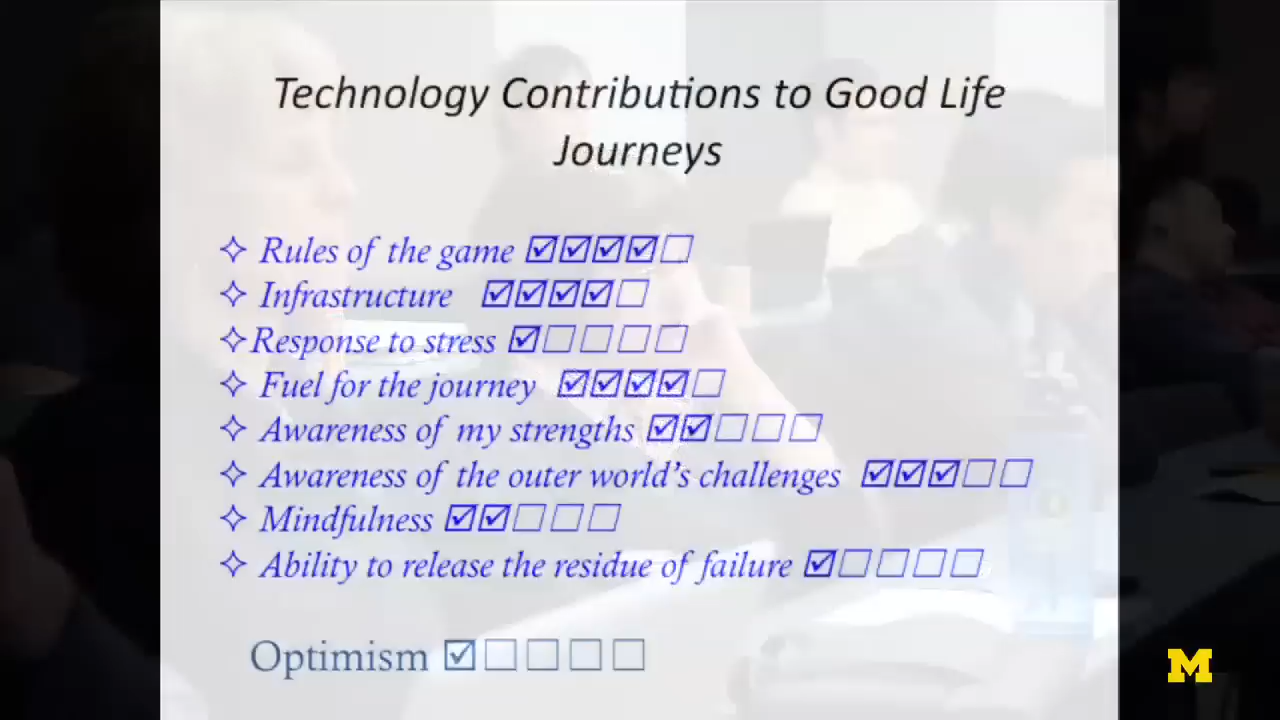 Technology Contributions to Good Life
Journeys
✧ Rules of the game ☑☑☑☑☐
✧ Infrastructure ☑☑☑☑☐
✧Response to stress ☑☐☐☐☐
✧ Fuel for the journey ☑☑☑☑☐
✧ Awareness of my strengths ☑☑☐☐☐
✧ Awareness of the outer world’s challenges ☑☑☑☐☐
✧ Mindfulness ☑☑☐☐☐
✧ Ability to release the residue of failure ☑☐☐☐☐
Optimism ☑☐☐☐☐
M